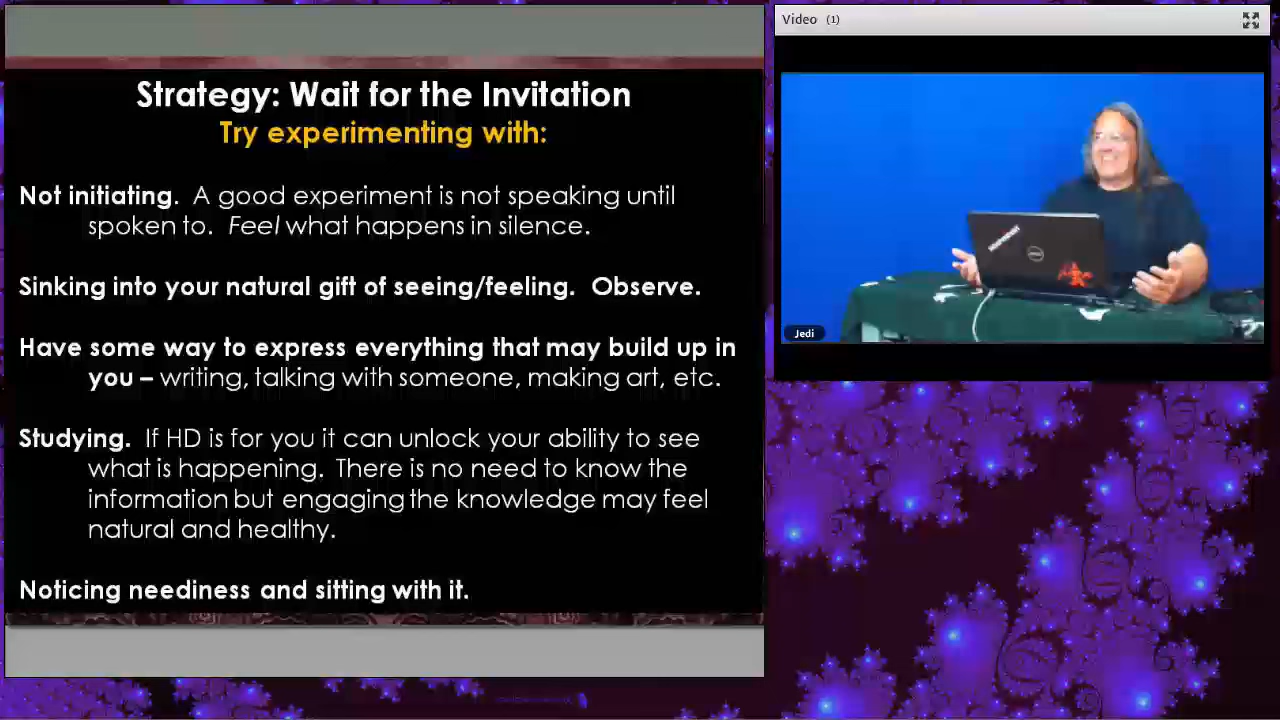 Strategy: Wait for the Invitation
Try experimenting with:
Not initiating. A good experiment is not speaking until
spoken to. Feel what happens in silence.
Sinking into your natural gift of seeing/feeling. Observe.
Have some way to express everything that may build up in
you – writing, talking with someone, making art, etc.
Studying. If HD is for you it can unlock your ability to see
what is happening. There is no need to know the
information but engaging the knowledge may feel
natural and healthy.
Noticing neediness and sitting with it.
Video (1)
DELL
Jedi